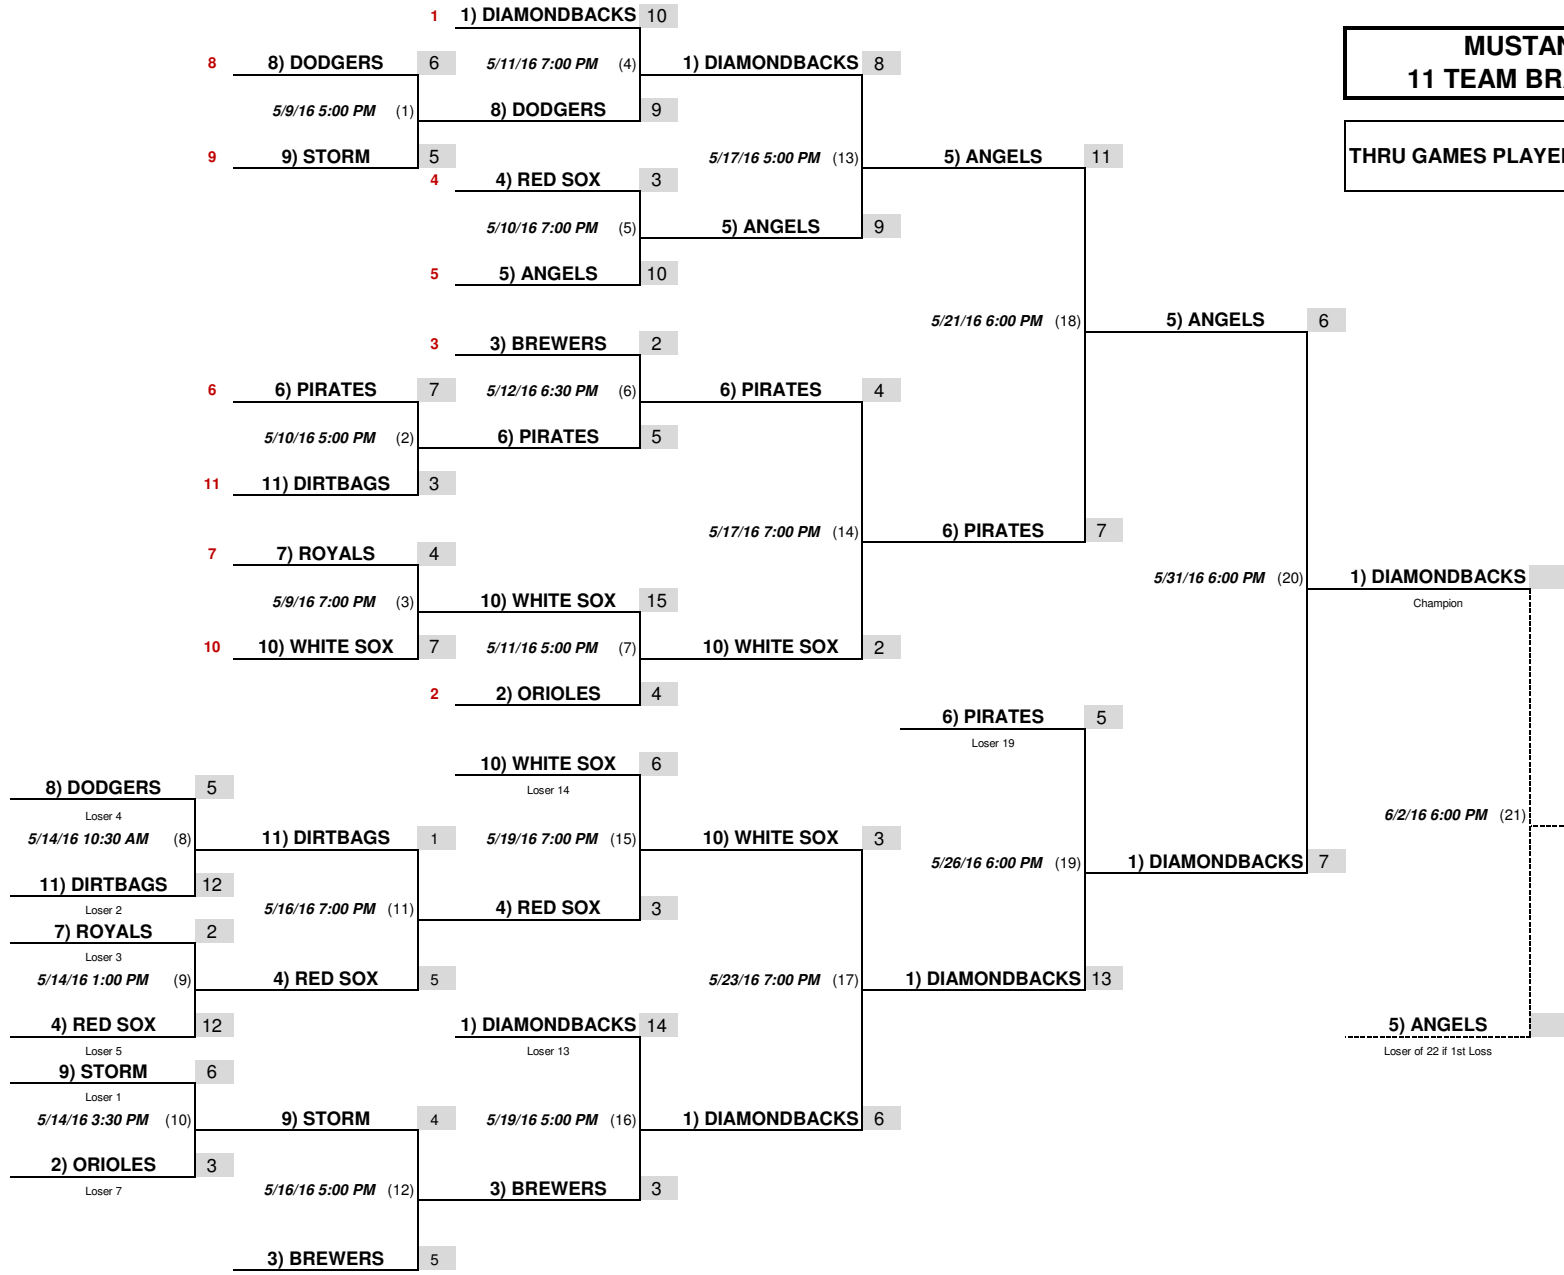 1 1) DIAMONDBACKS 10
MUSTAN
11 TEAM BRA
8 8) DODGERS 6 5/11/16 7:00 PM (4) 1) DIAMONDBACKS 8
5/9/16 5:00 PM (1) 8) DODGERS 9
9 9) STORM 5 5/17/16 5:00 PM (13) 5) ANGELS 11 THRU GAMES PLAYE
4 4) RED SOX 3
5/10/16 7:00 PM (5) 5) ANGELS 9
5 5) ANGELS 10
5/21/16 6:00 PM (18) 5) ANGELS 6
3 3) BREWERS 2
6 6) PIRATES 7 5/12/16 6:30 PM (6) 6) PIRATES 4
5/10/16 5:00 PM (2) 6) PIRATES 5
11 11) DIRTBAGS 3
5/17/16 7:00 PM (14) 6) PIRATES 7
7 7) ROYALS 4
5/31/16 6:00 PM (20) 1) DIAMONDBACKS
5/9/16 7:00 PM (3) 10) WHITE SOX 15 Champion
10 10) WHITE SOX 7 5/11/16 5:00 PM (7) 10) WHITE SOX 2
2 2) ORIOLES 4
6) PIRATES 5
Loser 19
10) WHITE SOX 6
8) DODGERS 5 Loser 14
Loser 4 6/2/16 6:00 PM (21)
5/14/16 10:30 AM (8) 11) DIRTBAGS 1 5/19/16 7:00 PM (15) 10) WHITE SOX 3
5/26/16 6:00 PM (19) 1) DIAMONDBACKS 7
11) DIRTBAGS 12
Loser 2 5/16/16 7:00 PM (11) 4) RED SOX 3
7) ROYALS 2
Loser 3
5/14/16 1:00 PM (9) 4) RED SOX 5 5/23/16 7:00 PM (17) 1) DIAMONDBACKS 13
4) RED SOX 12 1) DIAMONDBACKS 14 5) ANGELS
Loser 5 Loser 13 Loser of 22 if 1st Loss
9) STORM 6
Loser 1
5/14/16 3:30 PM (10) 9) STORM 4 5/19/16 5:00 PM (16) 1) DIAMONDBACKS 6
2) ORIOLES 3
Loser 7 5/16/16 5:00 PM (12) 3) BREWERS 3
3) BREWERS 5